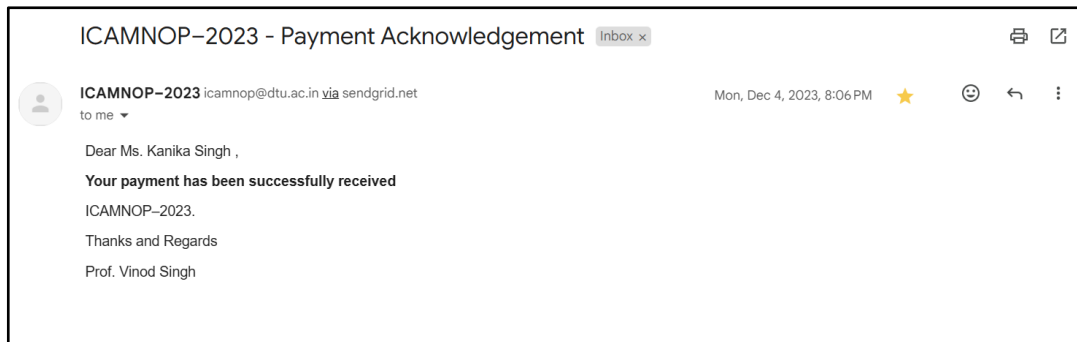 ICAMNOP–2023 - Payment Acknowledgement Inbox ×
ICAMNOP–2023 icamnop@dtu.ac.in via sendgrid.net Mon, Dec 4, 2023, 8:06 PM
to me
Dear Ms. Kanika Singh ,
Your payment has been successfully received
ICAMNOP–2023.
Thanks and Regards
Prof. Vinod Singh